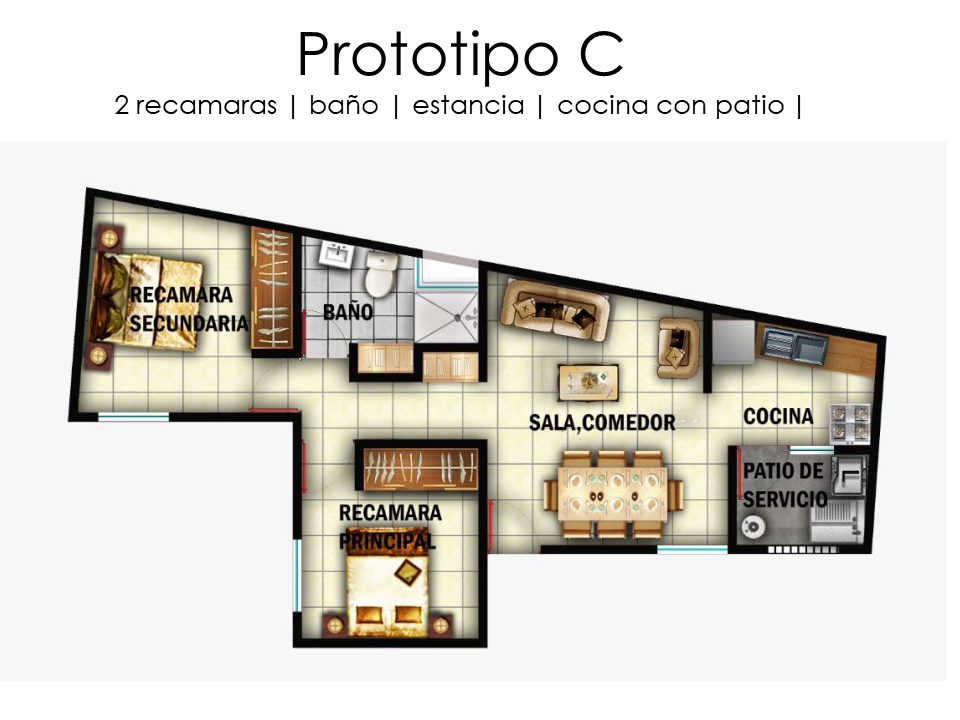 Prototipo C
2 recamaras | baño | estancia | cocina con patio |
RECAMARA
SECUNDARIA
BAÑO
SALA,COMEDOR
COCINA
PATIO DE
SERVICIO
RECAMARA
PRINCIPAL